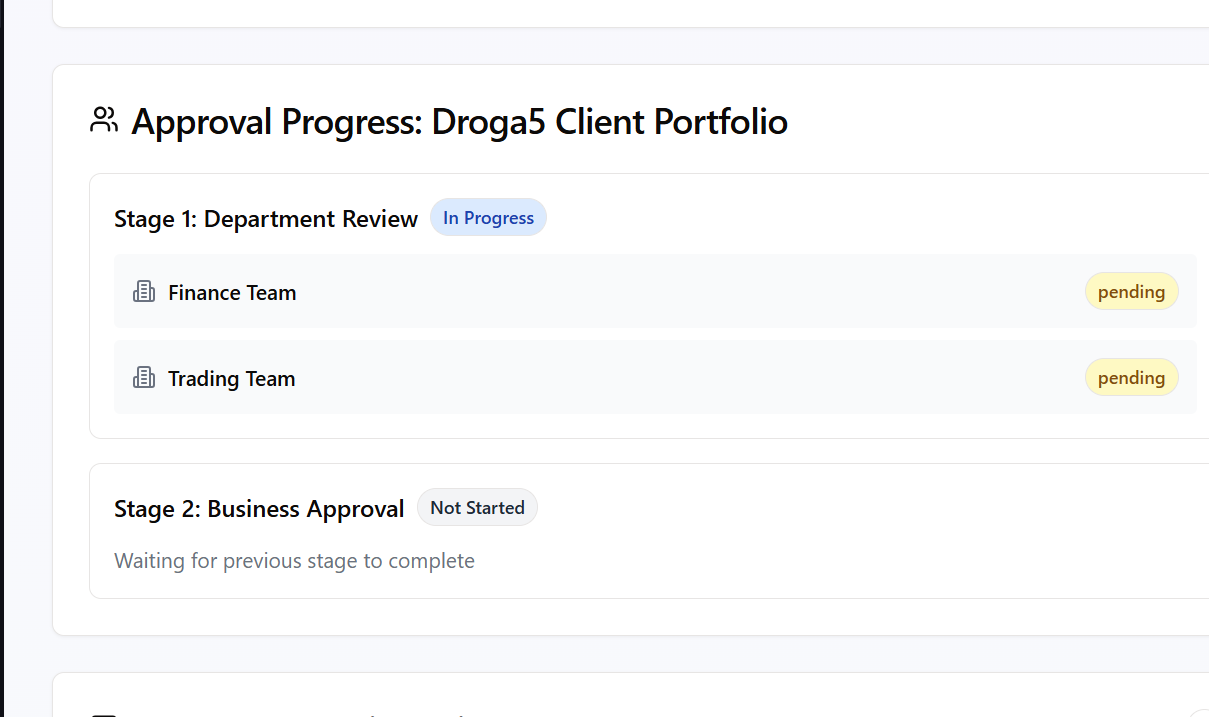 Approval Progress: Droga5 Client Portfolio
Stage 1: Department Review In Progress
Finance Team pending
Trading Team pending
Stage 2: Business Approval Not Started
Waiting for previous stage to complete